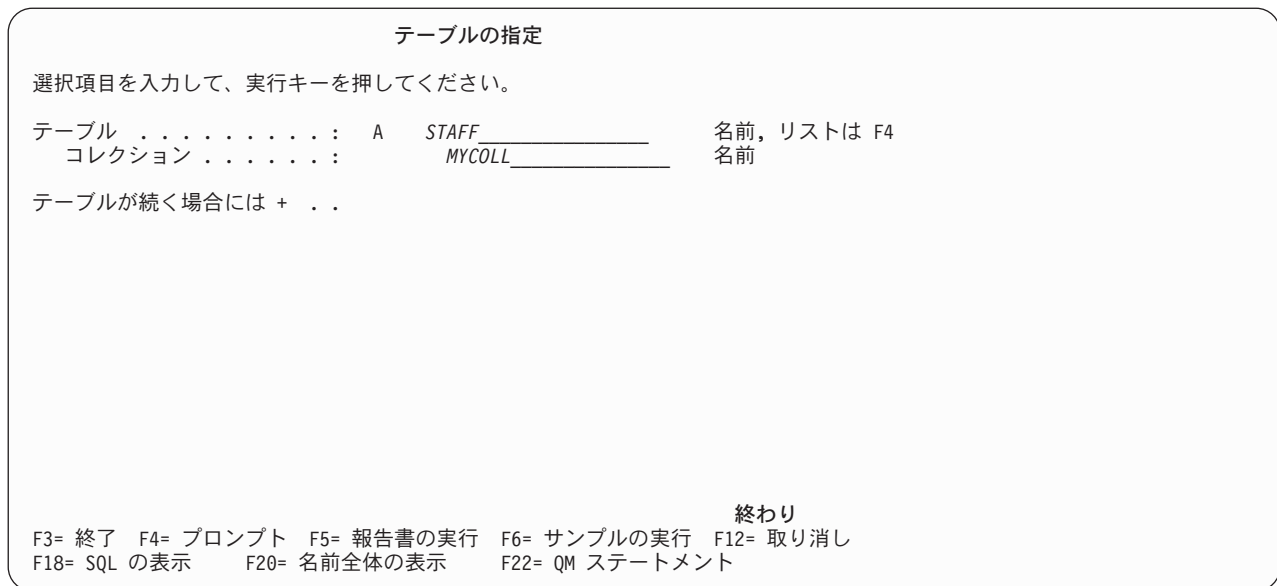 テーブルの指定
選択項目を入力して、実行キーを押してください。
テーブル . . . . . . . . . : A STAFF________________ 名前, リストは F4
コレクション . . . . . . : MYCOLL_______________ 名前
テーブルが続く場合には + . .
終わり
F3= 終了 F4= プロンプト F5= 報告書の実行 F6= サンプルの実行 F12= 取り消し
F18= SQL の表示 F20= 名前全体の表示 F22= QM ステートメント